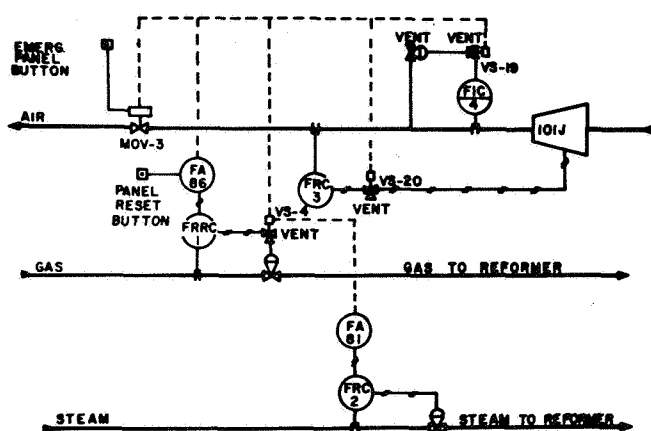 EMERG.
PANEL
BUTTON
VENT
VENT
VS-19
FIC
4
AIR
MOV-3
101J
FA
86
PANEL
RESET
BUTTON
FRC
3
VS-20
VENT
VS-4
FRRC
1
VENT
GAS
GAS TO REFORMER
FA
81
FRC
2
STEAM
STEAM TO REFORMER